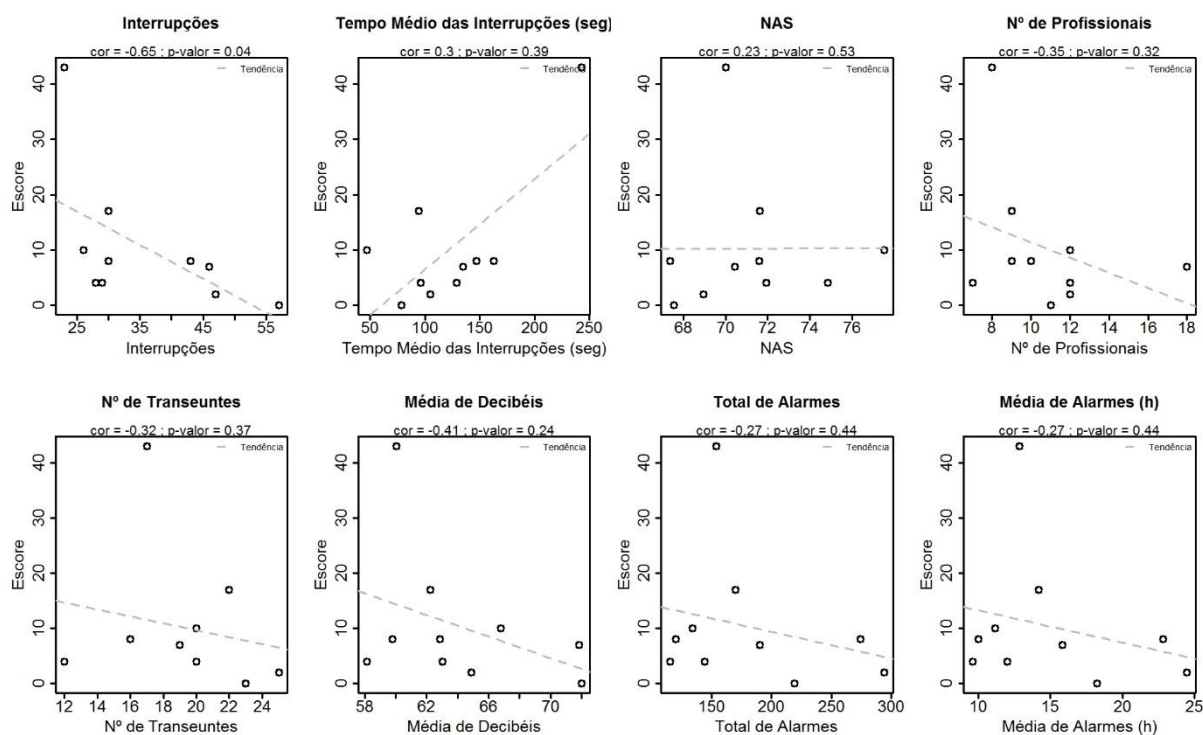 Interrupções
cor = -0.65 ; p-valor = 0.04
Tendência
Escore
0 10 20 30 40
25 35 45 55
Interrupções
Tempo Médio das Interrupções (seg)
cor = 0.3 ; p-valor = 0.39
Tendência
Escore
0 10 20 30 40
50 100 150 200 250
Tempo Médio das Interrupções (seg)
NAS
cor = 0.23 ; p-valor = 0.53
Tendência
Escore
0 10 20 30 40
68 70 72 74 76
NAS
Nº de Profissionais
cor = -0.35 ; p-valor = 0.32
Tendência
Escore
0 10 20 30 40
8 10 12 14 16 18
Nº de Profissionais
Nº de Transeuntes
cor = -0.32 ; p-valor = 0.37
Tendência
Escore
0 10 20 30 40
12 14 16 18 20 22 24
Nº de Transeuntes
Média de Decibéis
cor = -0.41 ; p-valor = 0.24
Tendência
Escore
0 10 20 30 40
58 62 66 70
Média de Decibéis
Total de Alarmes
cor = -0.27 ; p-valor = 0.44
Tendência
Escore
0 10 20 30 40
150 200 250 300
Total de Alarmes
Média de Alarmes (h)
cor = -0.27 ; p-valor = 0.44
Tendência
Escore
0 10 20 30 40
10 15 20 25
Média de Alarmes (h)